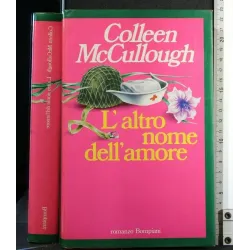 Colleen
McCullough
L'altro
nome
dell'amore
romanzo Bompiani